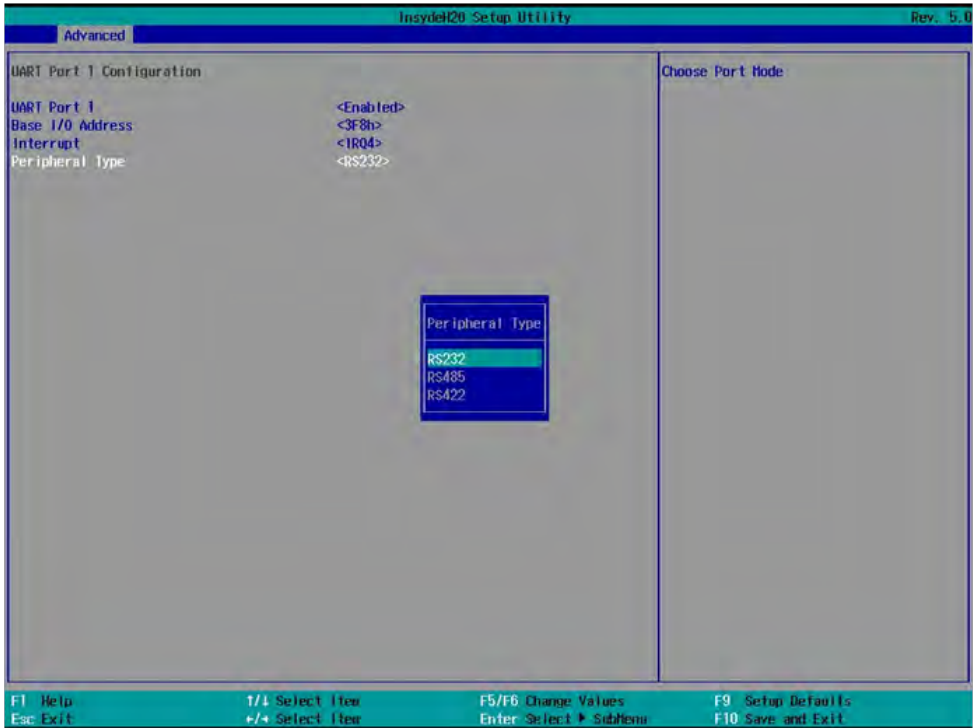 InsydeH20 Setup Utility Rev. 5.0
Advanced
UART Port 1 Configuration
UART Port 1 <Enabled>
Base I/O Address <3F8h>
Interrupt <IRQ4>
Peripheral Type <RS232>
Choose Port Mode
Peripheral Type
RS232
RS485
RS422
F1 Help ↑/↓ Select Item F5/F6 Change Values F9 Setup Defaults
Esc Exit ←/→ Select Item Enter Select ▶ SubMenu F10 Save and Exit